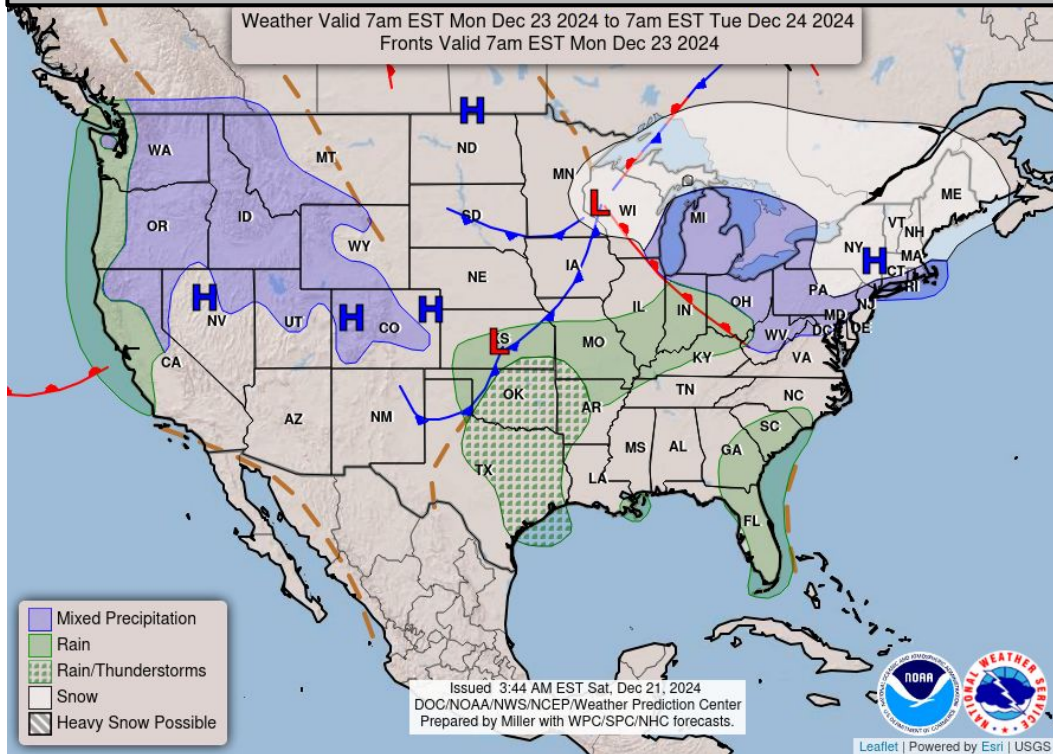 Weather Valid 7am EST Mon Dec 23 2024 to 7am EST Tue Dec 24 2024
Fronts Valid 7am EST Mon Dec 23 2024
H
WA
MT
ND
MN
ME
OR
ID
WY
SD
L
WI
MI
VT
NH
NY
MA
H
CT
RI
NE
IA
PA
NJ
H
NV
UT
H
CO
H
IL
IN
OH
MD
DE
DC
WV
VA
CA
L
KS
MO
KY
AZ
NM
OK
AR
TN
NC
SC
TX
LA
MS
AL
GA
FL
Mixed Precipitation
Rain
Rain/Thunderstorms
Snow
Heavy Snow Possible
Issued 3:44 AM EST Sat, Dec 21, 2024
DOC/NOAA/NWS/NCEP/Weather Prediction Center
Prepared by Miller with WPC/SPC/NHC forecasts.
NOAA
NATIONAL WEATHER SERVICE
Leaflet | Powered by Esri | USGS